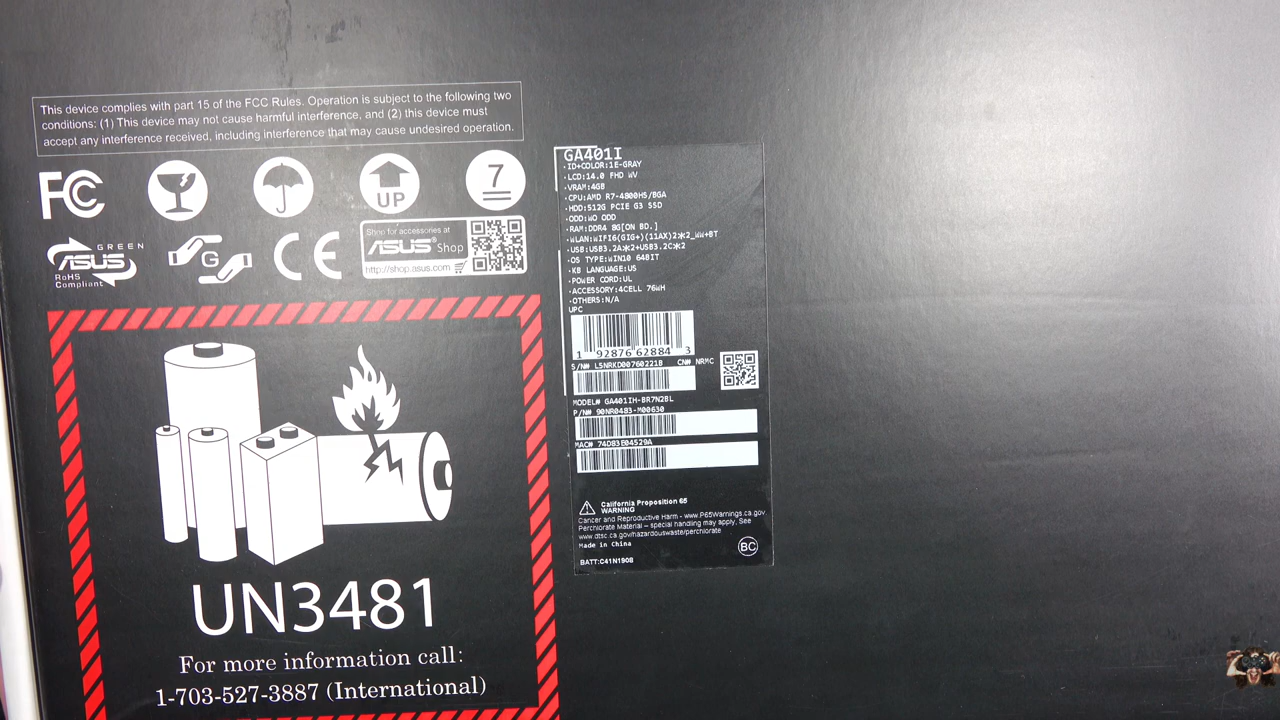 This device complies with part 15 of the FCC Rules. Operation is subject to the following two
conditions: (1) This device may not cause harmful interference, and (2) this device must
accept any interference received, including interference that may cause undesired operation.
FC
UP
7
GREEN
ASUS
RoHS
Compliant
G
CE
Shop for accessories at
ASUS® Shop
http://shop.asus.com
UN3481
For more information call:
1-703-527-3887 (International)
GA401I
·ID+COLOR:1E-GRAY
·LCD:14.0 FHD WV
·VRAM:4GB
·CPU:AMD R7-4800HS/BGA
·HDD:512G PCIE G3 SSD
·ODD:WO ODD
·RAM:DDR4 8G[ON BD.]
·WLAN:WIFI6(GIG+)(11AX)2*2_WW+BT
·USB:USB3.2A*2+USB3.2C*2
·OS TYPE:WIN10 64BIT
·KB LANGUAGE:US
·POWER CORD:UL
·ACCESSORY:4CELL 76WH
·OTHERS:N/A
UPC
1 92876 62884 3
S/N# L5NRKD00760221B CN# NRMC
MODEL# GA401IH-BR7N2BL
P/N# 90NR0483-M00630
MAC# 74D83E04529A
California Proposition 65
WARNING
Cancer and Reproductive Harm - www.P65Warnings.ca.gov
Perchlorate Material – special handling may apply, See
www.dtsc.ca.gov/hazardouswaste/perchlorate
Made in China
BC
BATT:C41N1908